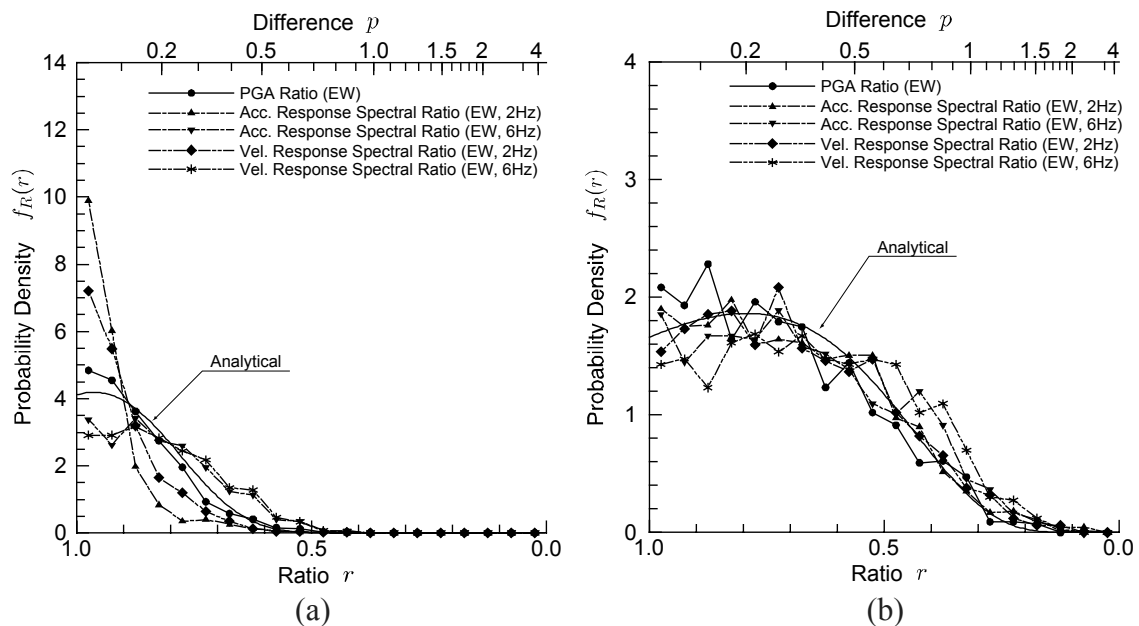 Difference p
0.2 0.5 1.0 1.5 2 4
14
12
10
8
6
4
2
0
Probability Density f_R(r)
PGA Ratio (EW)
Acc. Response Spectral Ratio (EW, 2Hz)
Acc. Response Spectral Ratio (EW, 6Hz)
Vel. Response Spectral Ratio (EW, 2Hz)
Vel. Response Spectral Ratio (EW, 6Hz)
Analytical
1.0 0.5 0.0
Ratio r
(a)
Difference p
0.2 0.5 1 1.5 2 4
4
3
2
1
0
Probability Density f_R(r)
PGA Ratio (EW)
Acc. Response Spectral Ratio (EW, 2Hz)
Acc. Response Spectral Ratio (EW, 6Hz)
Vel. Response Spectral Ratio (EW, 2Hz)
Vel. Response Spectral Ratio (EW, 6Hz)
Analytical
1.0 0.5 0.0
Ratio r
(b)